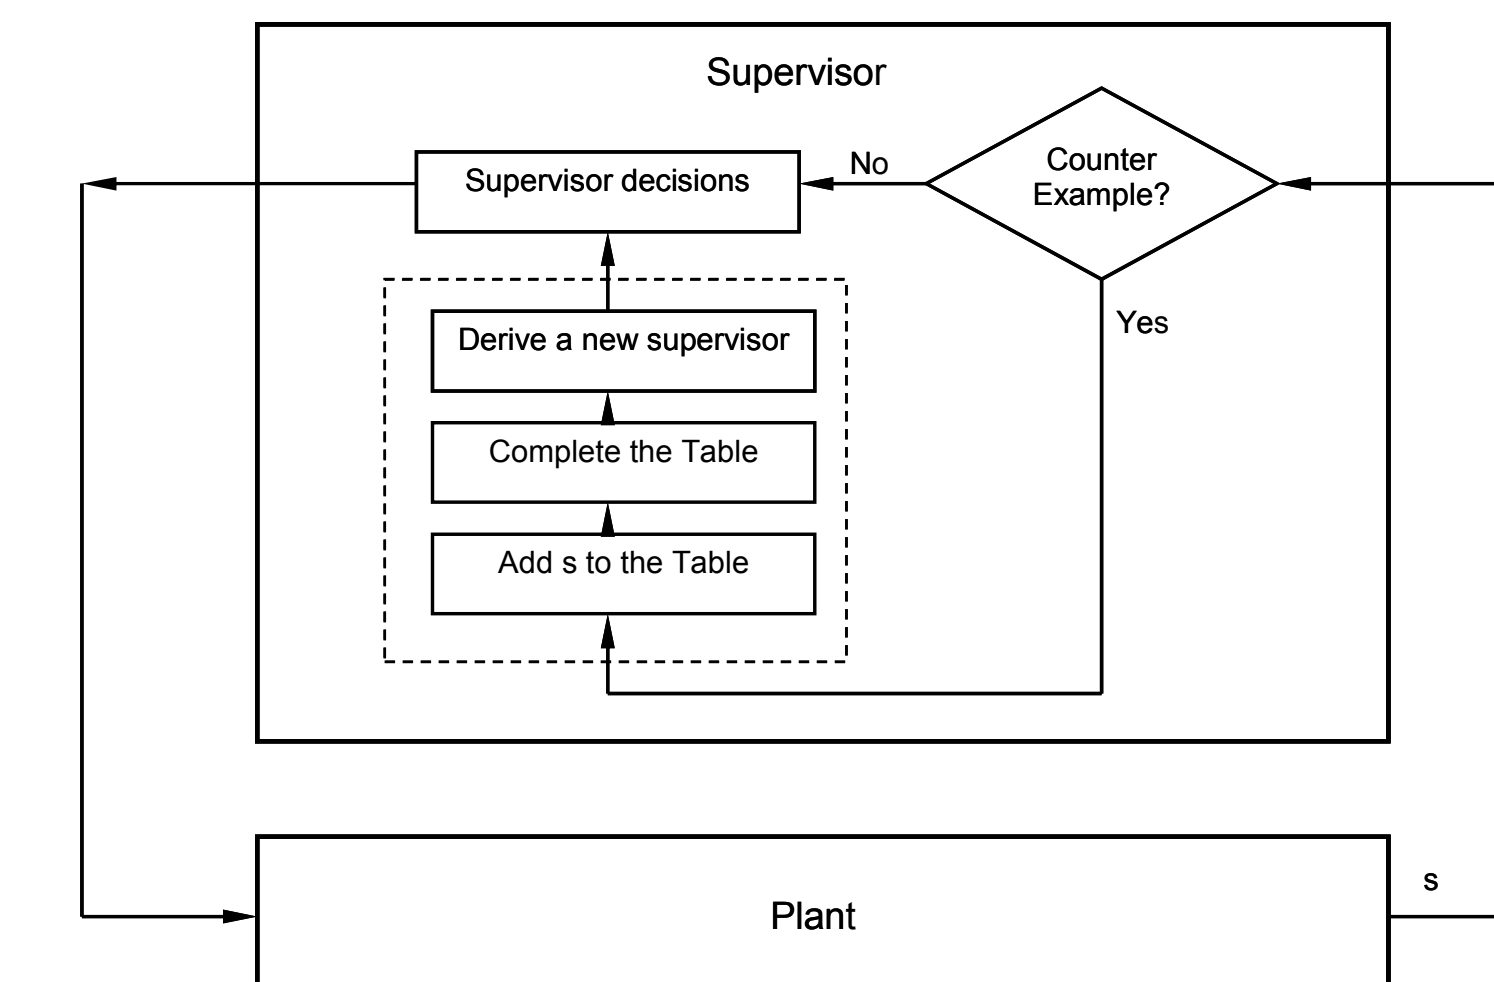 Supervisor
Counter
Example?
No
Supervisor decisions
Yes
Derive a new supervisor
Complete the Table
Add s to the Table
s
Plant